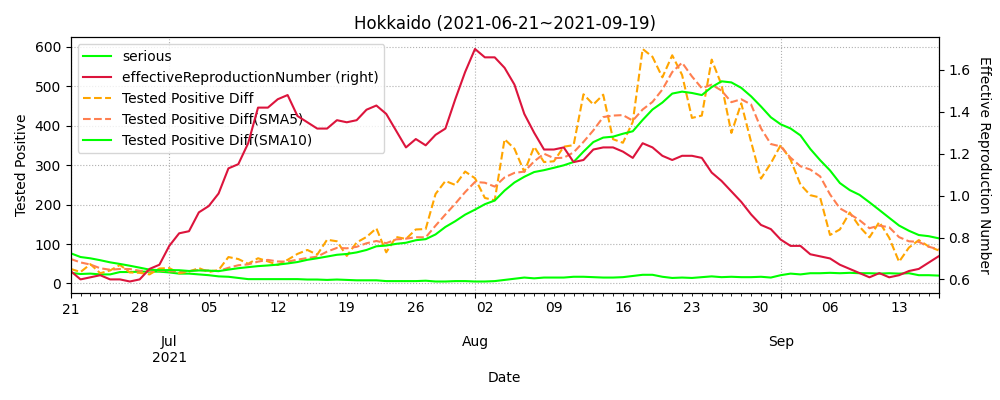 Hokkaido (2021-06-21~2021-09-19)
600
500
400
300
200
100
0
Tested Positive
serious
effectiveReproductionNumber (right)
Tested Positive Diff
Tested Positive Diff(SMA5)
Tested Positive Diff(SMA10)
1.6
1.4
1.2
1.0
0.8
0.6
Effective Reproduction Number
21 28 05 12 19 26 02 09 16 23 30 06 13
Jul Aug Sep
2021
Date